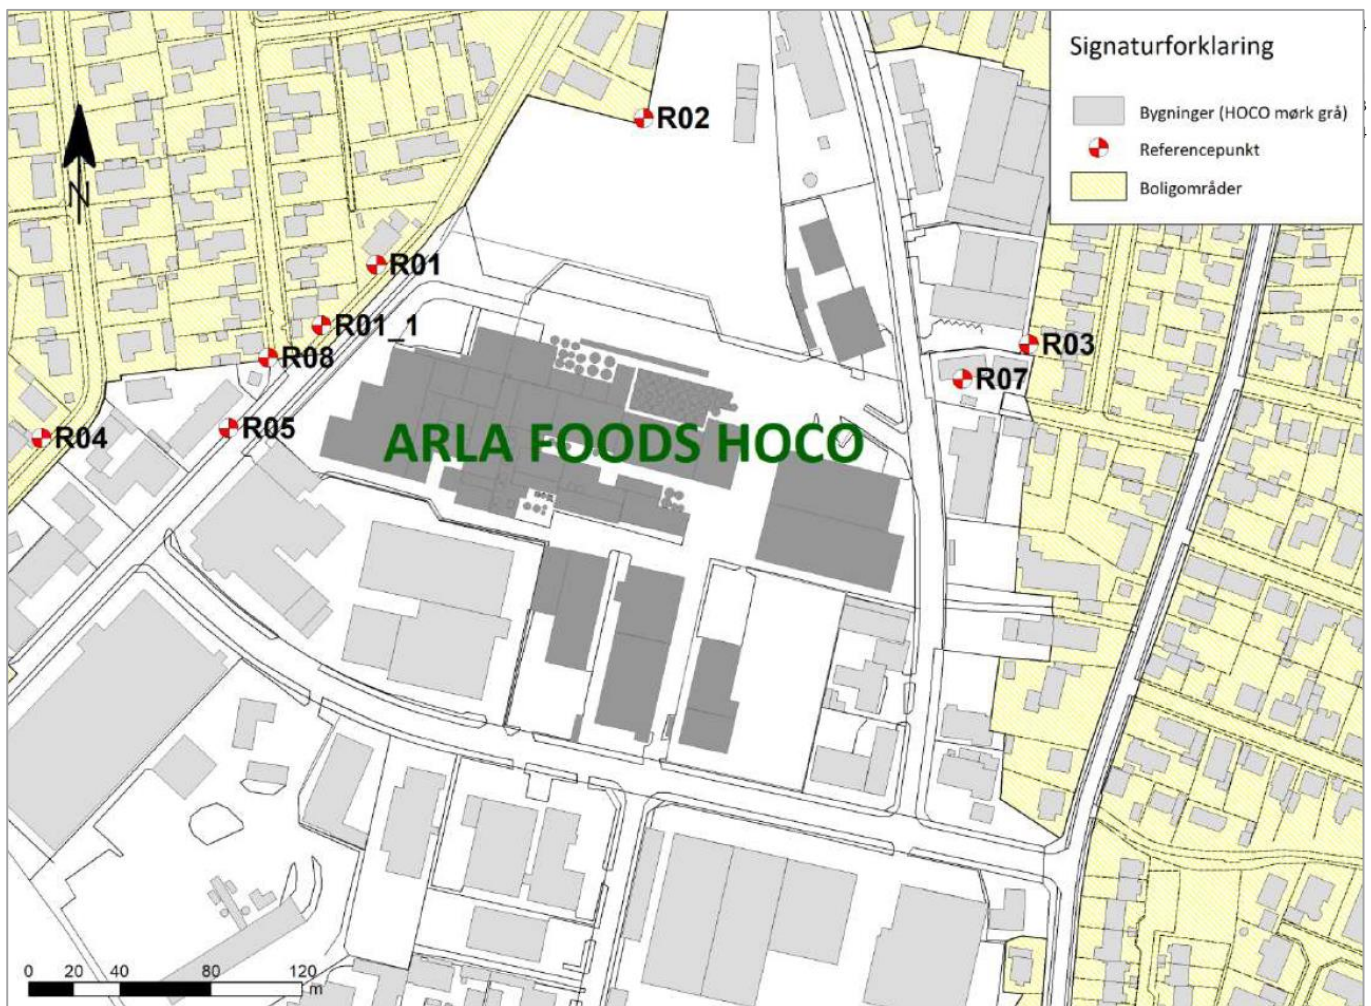 Signaturforklaring
Bygninger (HOCO mørk grå)
Referencepunkt
Boligområder
R02
N
R01
R01_1
R03
R08
R07
R05
R04
ARLA FOODS HOCO
0 20 40 80 120
m